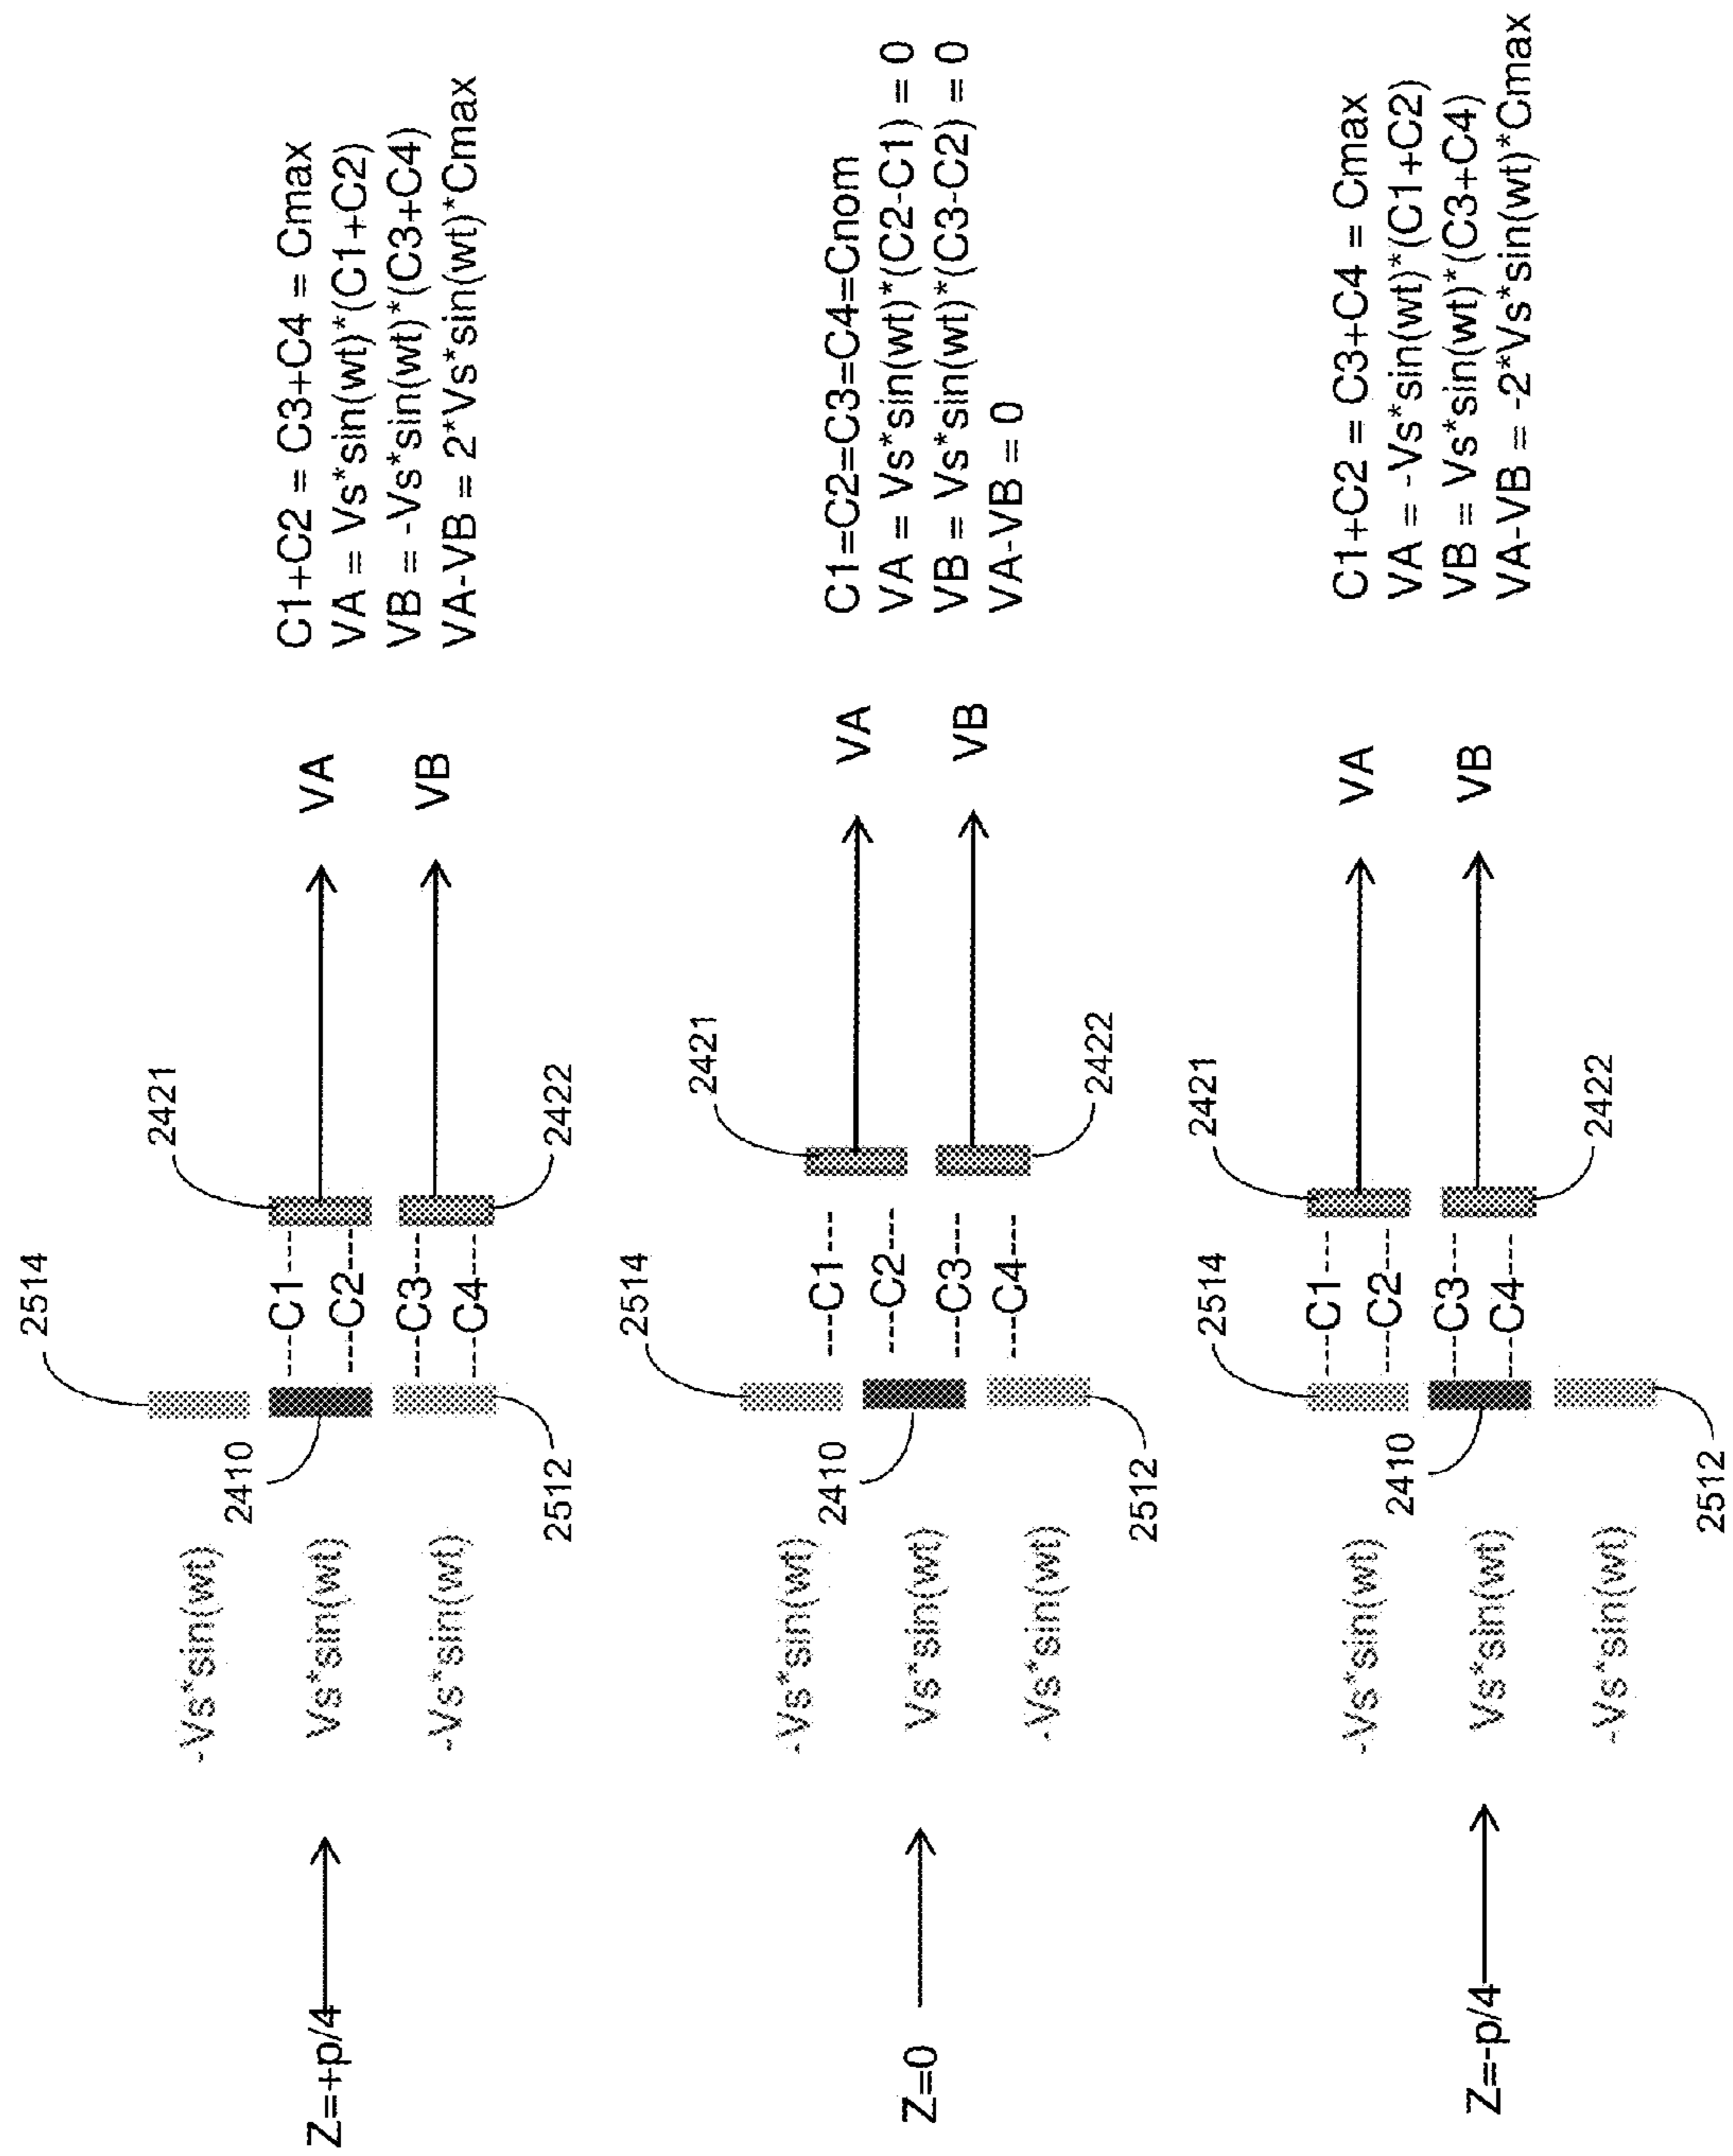 Z=+p/4
-Vs*sin(wt)
Vs*sin(wt)
-Vs*sin(wt)
2514
2410
2512
C1
C2
C3
C4
2421
2422
VA
VB
C1+C2 = C3+C4 = Cmax
VA = Vs*sin(wt)*(C1+C2)
VB = -Vs*sin(wt)*(C3+C4)
VA-VB = 2*Vs*sin(wt)*Cmax
Z=0
-Vs*sin(wt)
Vs*sin(wt)
-Vs*sin(wt)
2514
2410
2512
C1
C2
C3
C4
2421
2422
VA
VB
C1=C2=C3=C4=Cnom
VA = Vs*sin(wt)*(C2-C1) = 0
VB = Vs*sin(wt)*(C3-C2) = 0
VA-VB = 0
Z=-p/4
-Vs*sin(wt)
Vs*sin(wt)
-Vs*sin(wt)
2514
2410
2512
C1
C2
C3
C4
2421
2422
VA
VB
C1+C2 = C3+C4 = Cmax
VA = -Vs*sin(wt)*(C1+C2)
VB = Vs*sin(wt)*(C3+C4)
VA-VB = -2*Vs*sin(wt)*Cmax